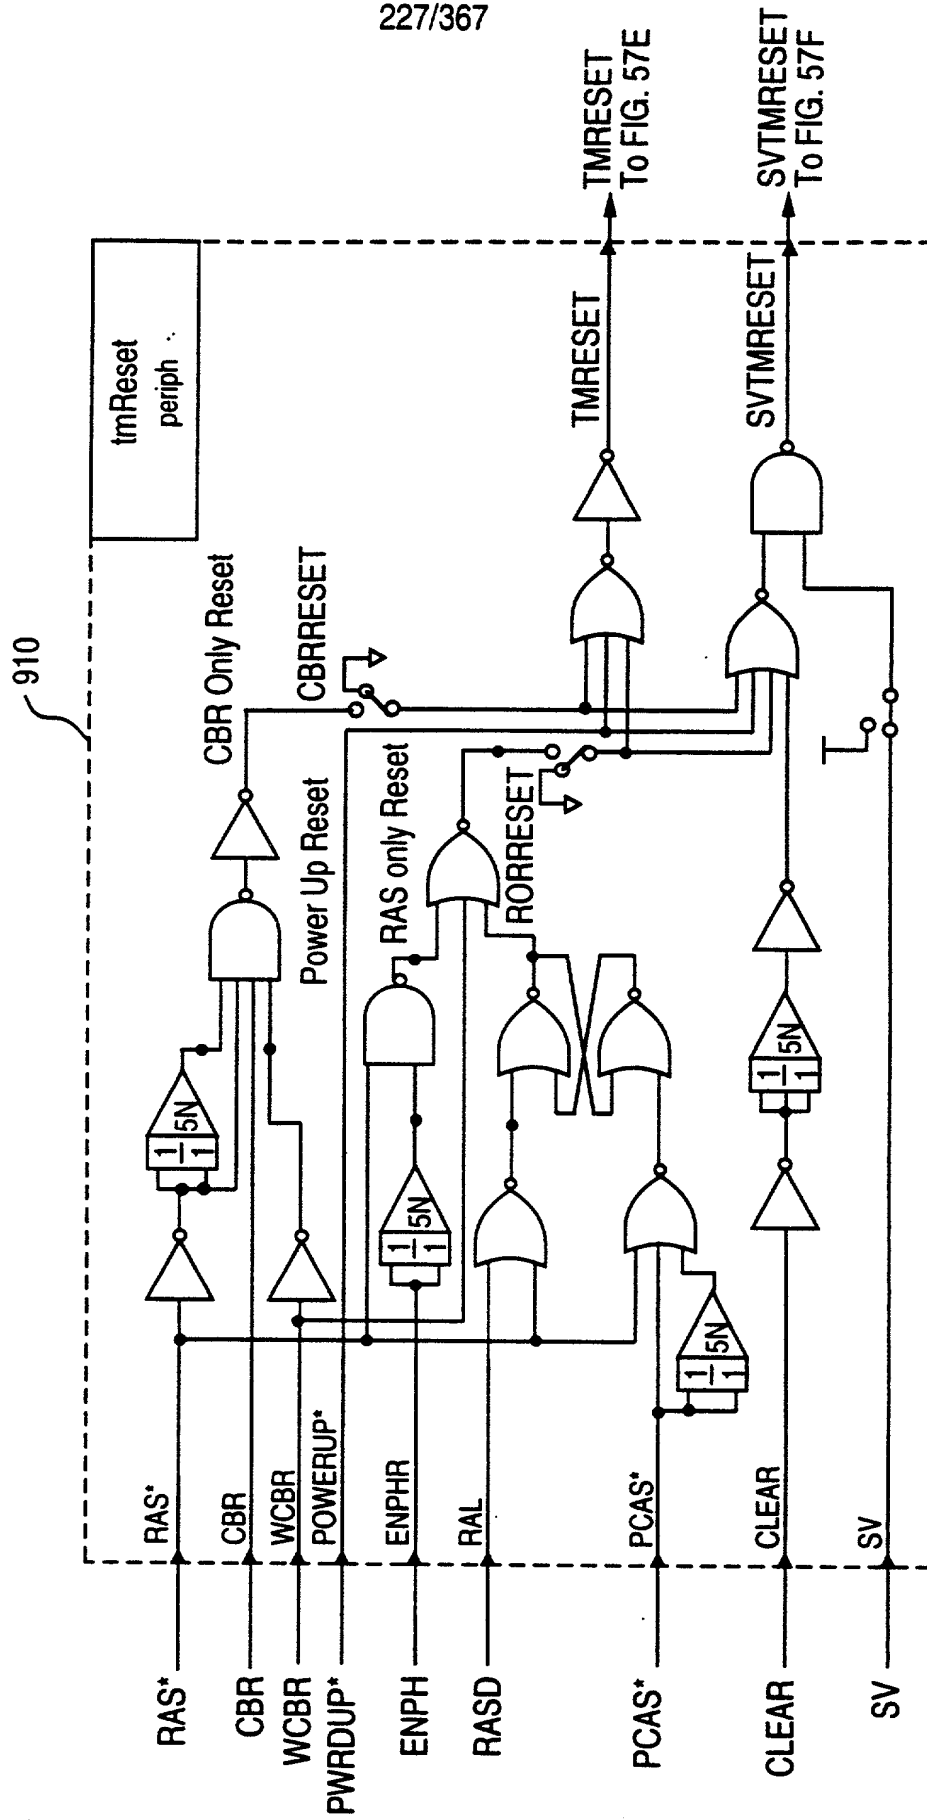 227/367
910
tmReset
periph
TMRESET
To FIG. 57E
SVTMRESET
To FIG. 57F
TMRESET
SVTMRESET
CBR Only Reset
CBRRESET
Power Up Reset
RAS only Reset
RORRESET
1
1
5N
1
1
5N
1
1
5N
1
1
5N
RAS*
CBR
WCBR
POWERUP*
ENPHR
RAL
PCAS*
CLEAR
SV
RAS*
CBR
WCBR
PWRDUP*
ENPH
RASD
PCAS*
CLEAR
SV